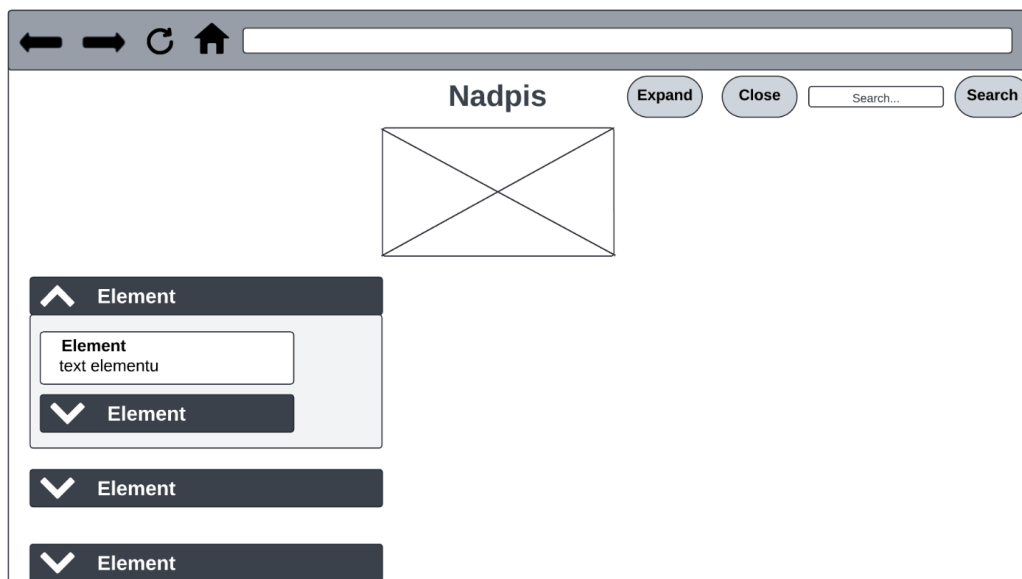 Nadpis
Expand
Close
Search...
Search
Element
Element
text elementu
Element
Element
Element